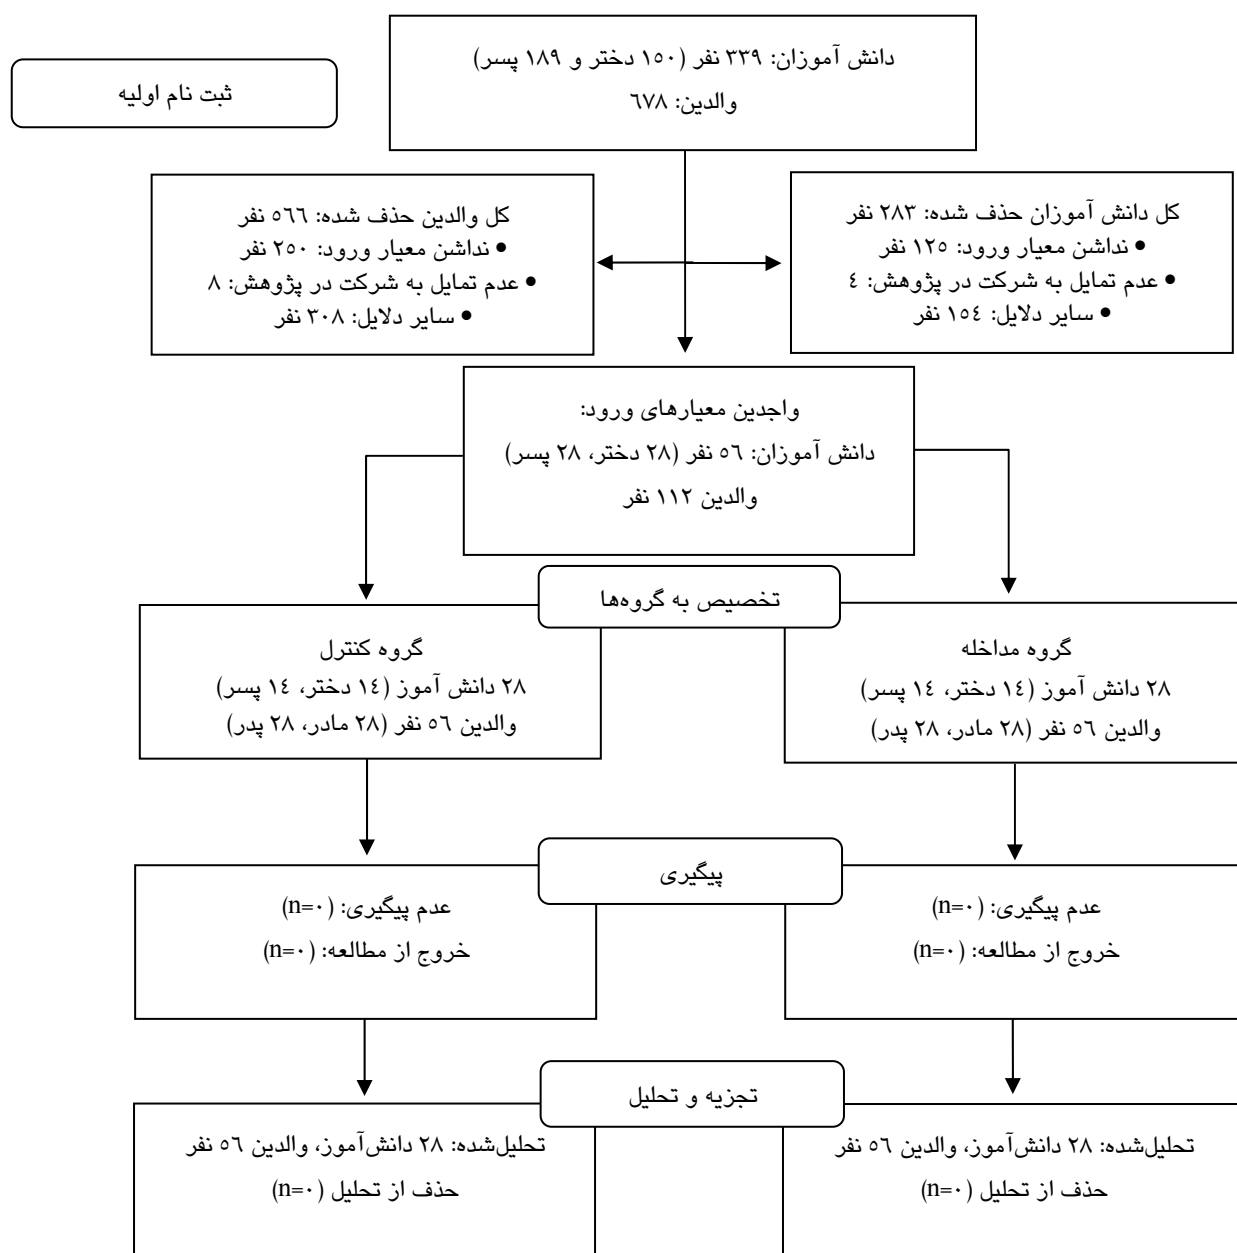 دانش آموزان: ۳۳۹ نفر (۱۵۰ دختر و ۱۸۹ پسر)
والدین: ۶۷۸
ثبت نام اولیه
کل دانش آموزان حذف شده: ۲۸۳ نفر
• نداشن معیار ورود: ۱۲۵ نفر
• عدم تمایل به شرکت در پژوهش: ٤
• سایر دلایل: ۱۵٤ نفر
کل والدین حذف شده: ۵۶۶ نفر
• نداشن معیار ورود: ۲۵۰ نفر
• عدم تمایل به شرکت در پژوهش: ۸
• سایر دلایل: ۳۰۸ نفر
واجدین معیارهای ورود:
دانش آموزان: ۵۶ نفر (۲۸ دختر، ۲۸ پسر)
والدین ۱۱۲ نفر
تخصیص به گروه‌ها
گروه مداخله
۲۸ دانش آموز (۱٤ دختر، ۱٤ پسر)
والدین ۵۶ نفر (۲۸ مادر، ۲۸ پدر)
گروه کنترل
۲۸ دانش آموز (۱٤ دختر، ۱٤ پسر)
والدین ۵۶ نفر (۲۸ مادر، ۲۸ پدر)
پیگیری
عدم پیگیری: (n=۰)
خروج از مطالعه: (n=۰)
عدم پیگیری: (n=۰)
خروج از مطالعه: (n=۰)
تجزیه و تحلیل
تحلیل‌شده: ۲۸ دانش‌آموز، والدین ۵۶ نفر
حذف از تحلیل (n=۰)
تحلیل‌شده: ۲۸ دانش‌آموز، والدین ۵۶ نفر
حذف از تحلیل (n=۰)